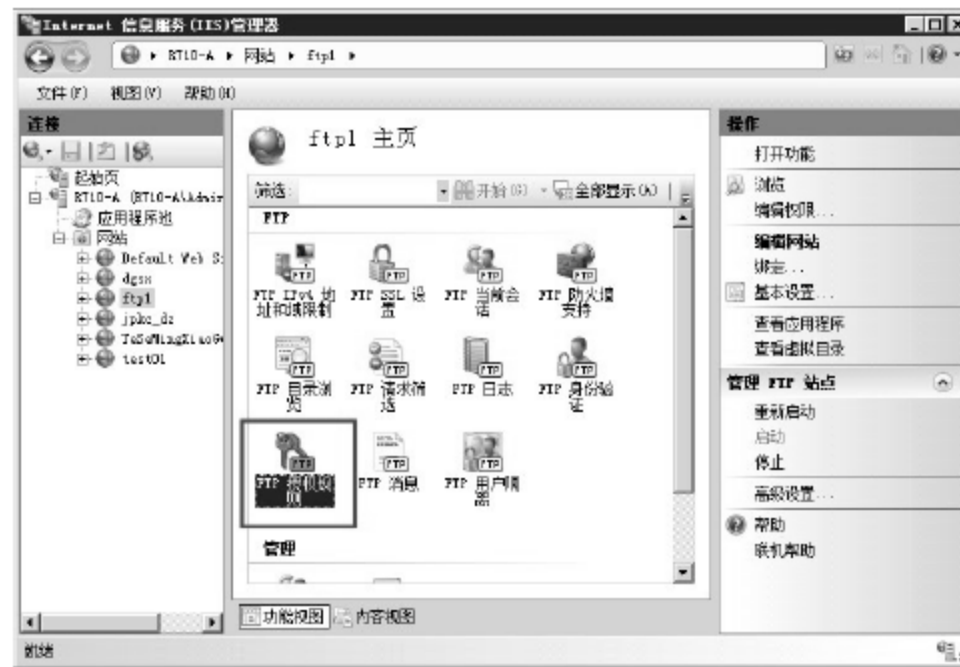 Internet 信息服务(IIS)管理器
RT10-A ▸ 网站 ▸ ftp1 ▸
文件(F) 视图(V) 帮助(H)
连接
起始页
RT10-A (RT10-A\Admin
应用程序池
网站
Default Web S
dgsx
ftp1
jpkc_dz
test01
ftp1 主页
筛选: 开始(G) 全部显示(A)
FTP
FTP IPv4 地址和域限制
FTP SSL 设置
FTP 当前会话
FTP 防火墙支持
FTP 目录浏览
FTP 请求筛选
FTP 日志
FTP 身份验证
FTP 授权规则
FTP 消息
FTP 用户隔离
管理
功能视图 内容视图
操作
打开功能
浏览
编辑权限...
编辑网站
绑定...
基本设置...
查看应用程序
查看虚拟目录
管理 FTP 站点
重新启动
启动
停止
高级设置...
帮助
联机帮助
就绪